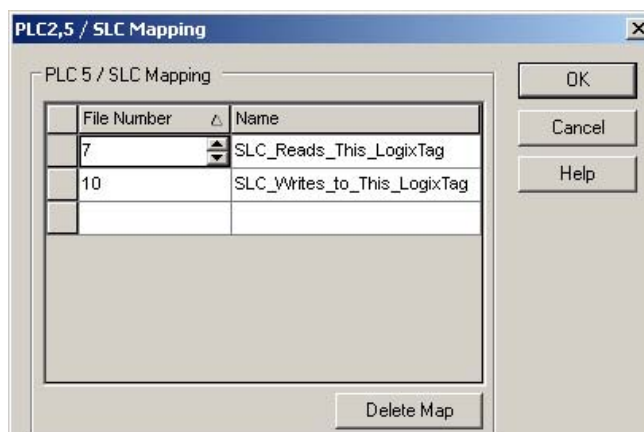 PLC2,5 / SLC Mapping
PLC 5 / SLC Mapping
File Number Name
7 SLC_Reads_This_LogixTag
10 SLC_Writes_to_This_LogixTag
Delete Map
OK
Cancel
Help